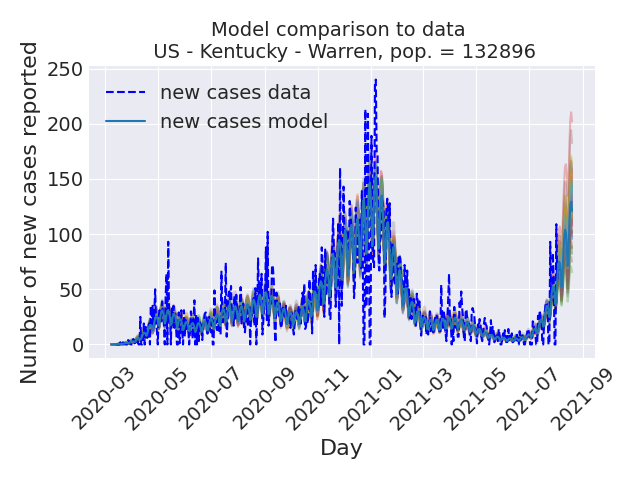 Model comparison to data
US - Kentucky - Warren, pop. = 132896
Number of new cases reported
250
200
150
100
50
0
new cases data
new cases model
2020-03
2020-05
2020-07
2020-09
2020-11
2021-01
2021-03
2021-05
2021-07
2021-09
Day